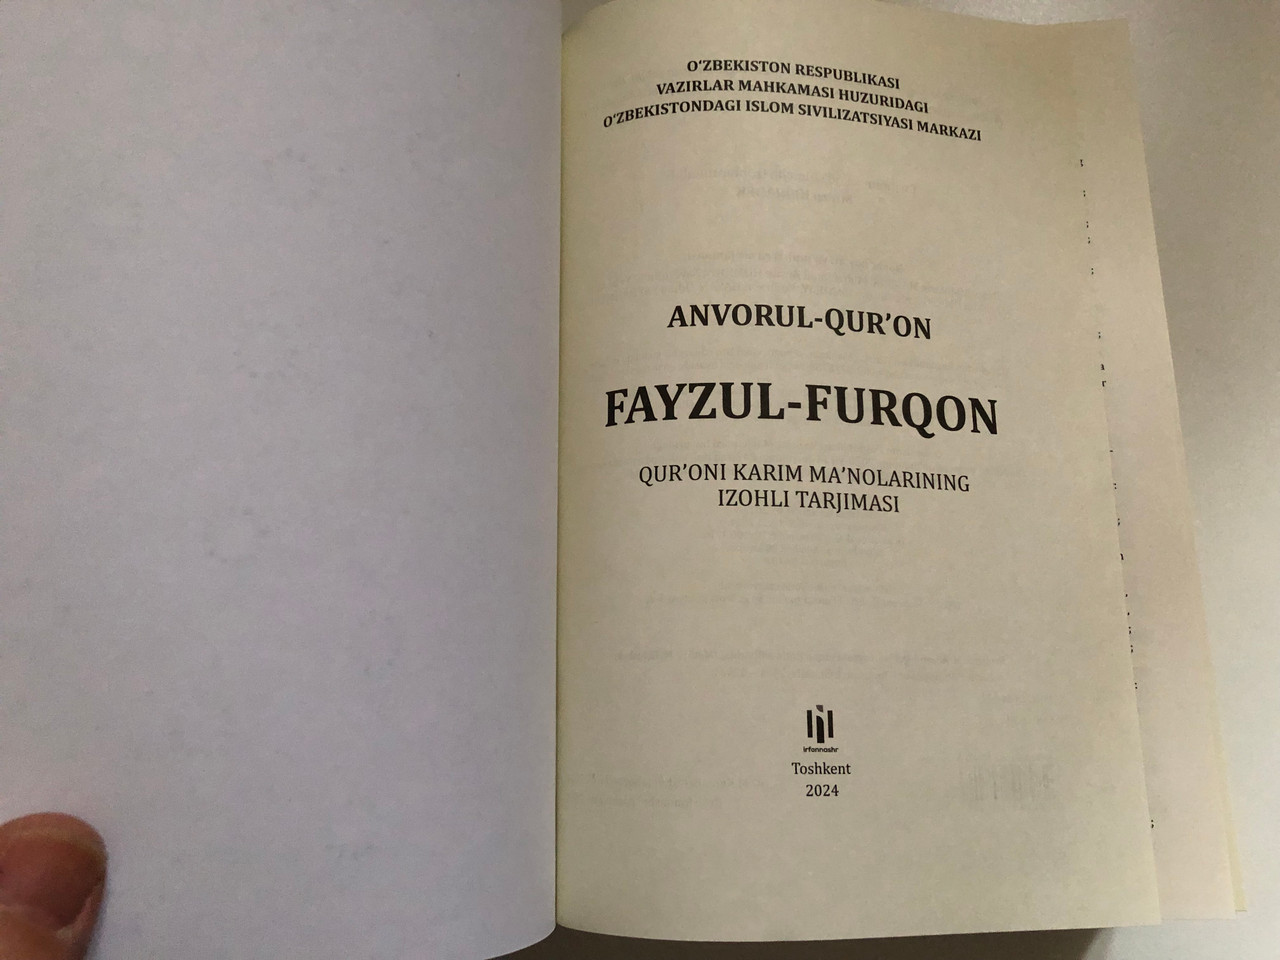 O‘ZBEKISTON RESPUBLIKASI
VAZIRLAR MAHKAMASI HUZURIDAGI
O‘ZBEKISTONDAGI ISLOM SIVILIZATSIYASI MARKAZI
ANVORUL-QUR’ON
FAYZUL-FURQON
QUR’ONI KARIM MA’NOLARINING
IZOHLI TARJIMASI
irfonnashr
Toshkent
2024